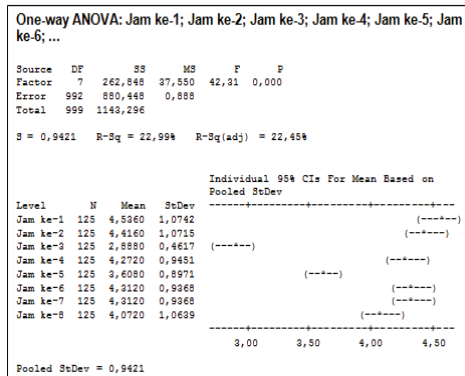 One-way ANOVA: Jam ke-1; Jam ke-2; Jam ke-3; Jam ke-4; Jam ke-5; Jam
ke-6; ...
Source DF SS MS F P
Factor 7 262,848 37,550 42,31 0,000
Error 992 880,448 0,888
Total 999 1143,296
S = 0,9421 R-Sq = 22,99% R-Sq(adj) = 22,45%
Individual 95% CIs For Mean Based on
Pooled StDev
Level N Mean StDev ------+---------+---------+---------+---
Jam ke-1 125 4,5360 1,0742 (---*---)
Jam ke-2 125 4,4160 1,0715 (--*---)
Jam ke-3 125 2,8880 0,4617 (---*--)
Jam ke-4 125 4,2720 0,9451 (--*---)
Jam ke-5 125 3,6080 0,8971 (--*---)
Jam ke-6 125 4,3120 0,9368 (--*---)
Jam ke-7 125 4,3120 0,9368 (--*---)
Jam ke-8 125 4,0720 1,0639 (---*--)
------+---------+---------+---------+---
3,00 3,50 4,00 4,50
Pooled StDev = 0,9421